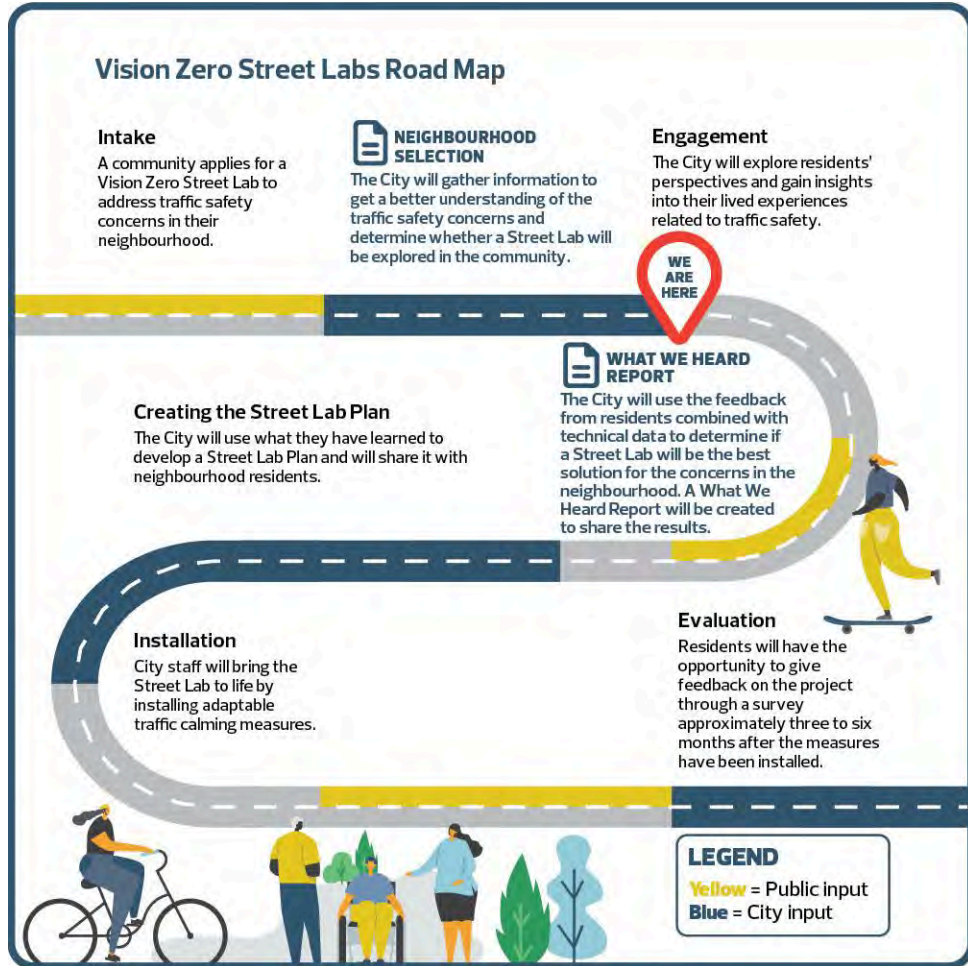 Vision Zero Street Labs Road Map
Intake
A community applies for a
Vision Zero Street Lab to
address traffic safety
concerns in their
neighbourhood.
NEIGHBOURHOOD
SELECTION
The City will gather information to
get a better understanding of the
traffic safety concerns and
determine whether a Street Lab will
be explored in the community.
Engagement
The City will explore residents'
perspectives and gain insights
into their lived experiences
related to traffic safety.
WE
ARE
HERE
WHAT WE HEARD
REPORT
The City will use the feedback
from residents combined with
technical data to determine if
a Street Lab will be the best
solution for the concerns in the
neighbourhood. A What We
Heard Report will be created
to share the results.
Creating the Street Lab Plan
The City will use what they have learned to
develop a Street Lab Plan and will share it with
neighbourhood residents.
Installation
City staff will bring the
Street Lab to life by
installing adaptable
traffic calming measures.
Evaluation
Residents will have the
opportunity to give
feedback on the project
through a survey
approximately three to six
months after the measures
have been installed.
LEGEND
Yellow = Public input
Blue = City input